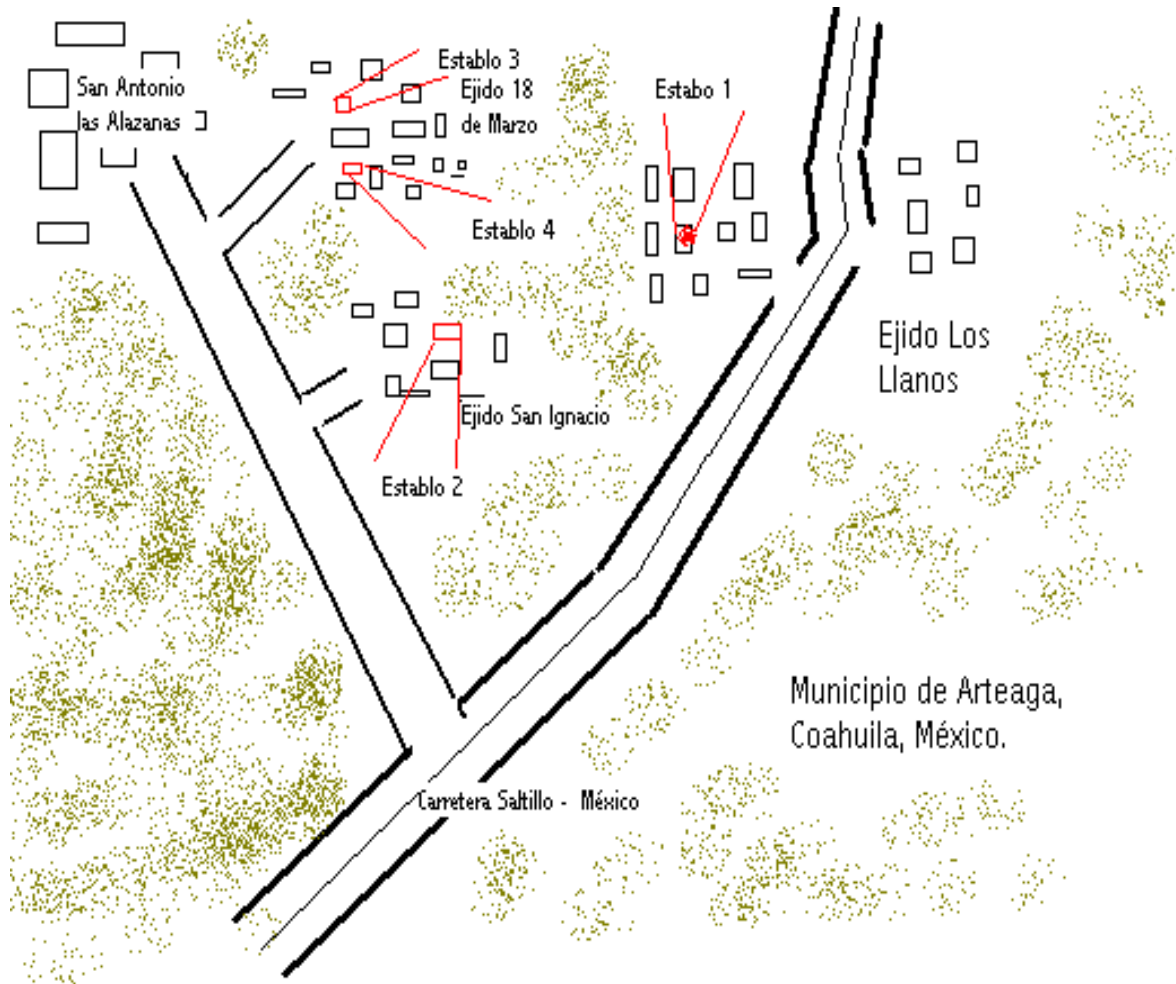 Establo 3
San Antonio
las Alazanas
Ejido 18
de Marzo
Estabo 1
Establo 4
Ejido Los
Llanos
Ejido San Ignacio
Establo 2
Municipio de Arteaga,
Coahuila, México.
Carretera Saltillo - México